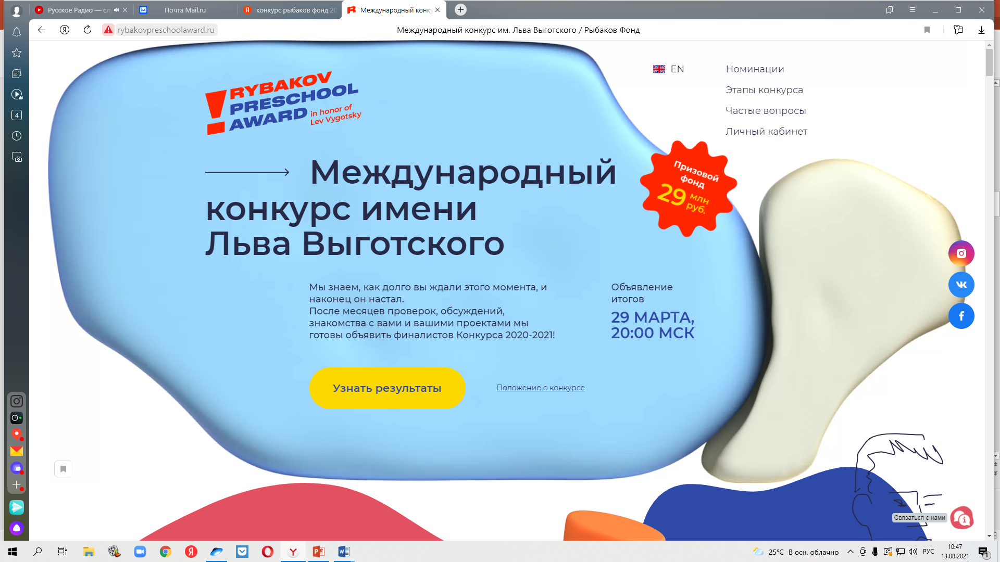 Русское Радио — слу
Почта Mail.ru
конкурс рыбаков фонд 20
Международный конку
rybakovpreschoolaward.ru
Международный конкурс им. Льва Выготского / Рыбаков Фонд
4
RYBAKOV
PRESCHOOL
AWARD
in honor of
Lev Vygotsky
EN
Номинации
Этапы конкурса
Частые вопросы
Личный кабинет
Международный
конкурс имени
Льва Выготского
Призовой
фонд
29 млн
руб.
Мы знаем, как долго вы ждали этого момента, и
наконец он настал.
После месяцев проверок, обсуждений,
знакомства с вами и вашими проектами мы
готовы объявить финалистов Конкурса 2020-2021!
Объявление
итогов
29 МАРТА,
20:00 МСК
Узнать результаты
Положение о конкурсе
Связаться с нами
25°C В осн. облачно
РУС
10:47
13.08.2021
1